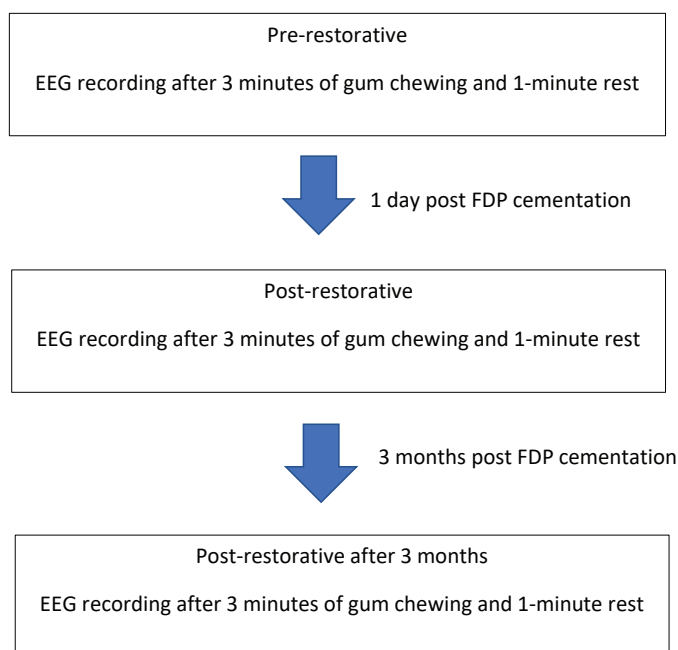 Pre-restorative
EEG recording after 3 minutes of gum chewing and 1-minute rest
1 day post FDP cementation
Post-restorative
EEG recording after 3 minutes of gum chewing and 1-minute rest
3 months post FDP cementation
Post-restorative after 3 months
EEG recording after 3 minutes of gum chewing and 1-minute rest